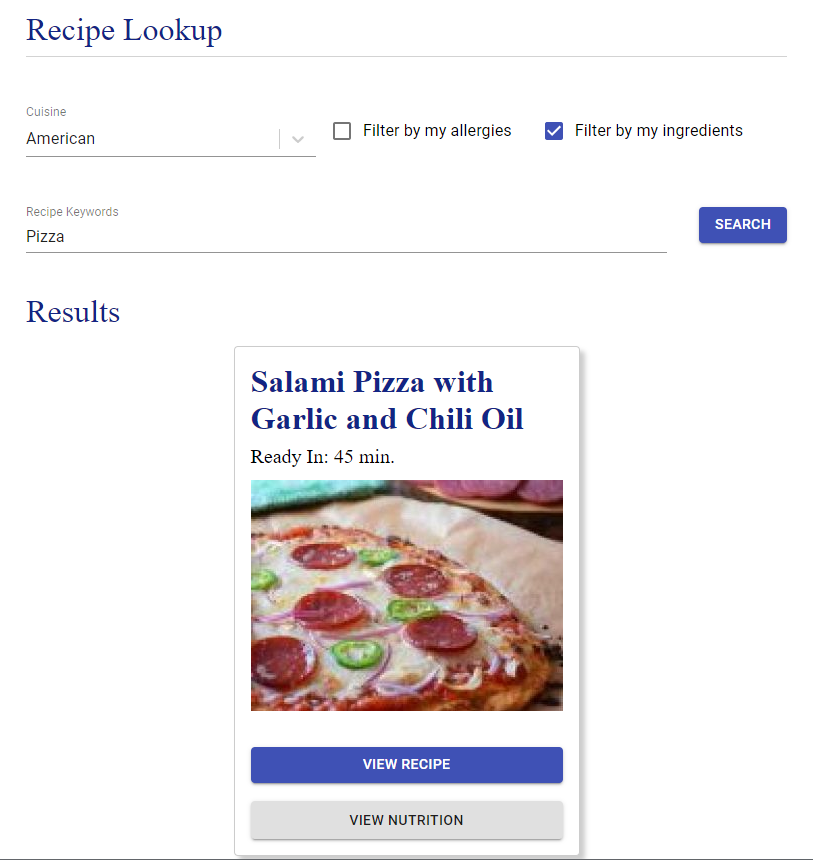 Recipe Lookup
Cuisine
American
Filter by my allergies
Filter by my ingredients
Recipe Keywords
Pizza
SEARCH
Results
Salami Pizza with
Garlic and Chili Oil
Ready In: 45 min.
VIEW RECIPE
VIEW NUTRITION